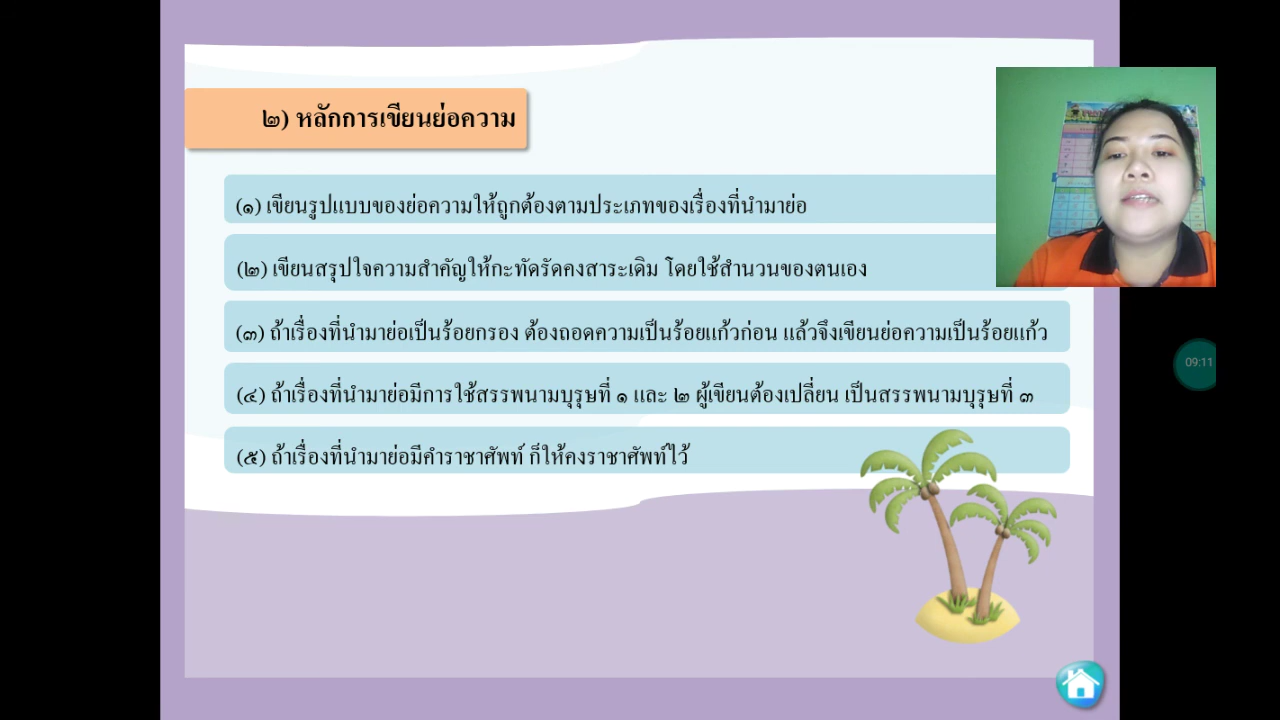 ๒) หลักการเขียนย่อความ
(๑) เขียนรูปแบบของย่อความให้ถูกต้องตามประเภทของเรื่องที่นำมาย่อ
(๒) เขียนสรุปใจความสำคัญให้กะทัดรัดคงสาระเดิม โดยใช้สำนวนของตนเอง
(๓) ถ้าเรื่องที่นำมาย่อเป็นร้อยกรอง ต้องถอดความเป็นร้อยแก้วก่อน แล้วจึงเขียนย่อความเป็นร้อยแก้ว
(๔) ถ้าเรื่องที่นำมาย่อมีการใช้สรรพนามบุรุษที่ ๑ และ ๒ ผู้เขียนต้องเปลี่ยน เป็นสรรพนามบุรุษที่ ๓
(๕) ถ้าเรื่องที่นำมาย่อมีคำราชาศัพท์ ก็ให้คงราชาศัพท์ไว้
09:11